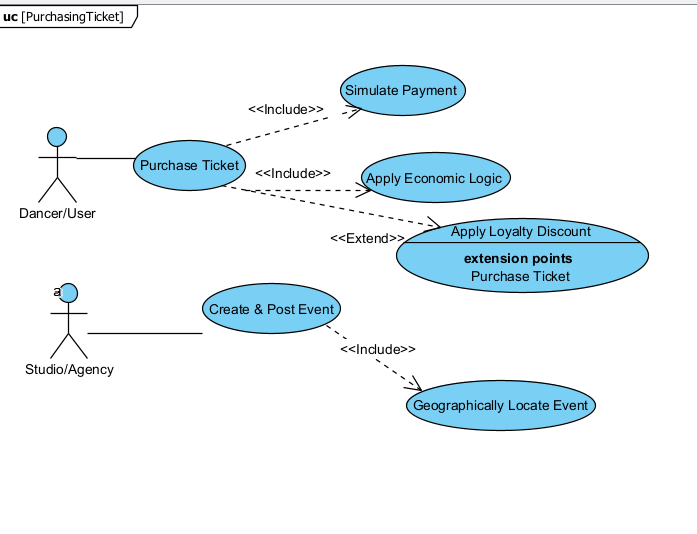 uc [PurchasingTicket]
Simulate Payment
<<Include>>
Purchase Ticket
<<Include>>
Apply Economic Logic
Dancer/User
<<Extend>>
Apply Loyalty Discount
extension points
Purchase Ticket
a
Create & Post Event
Studio/Agency
<<Include>>
Geographically Locate Event